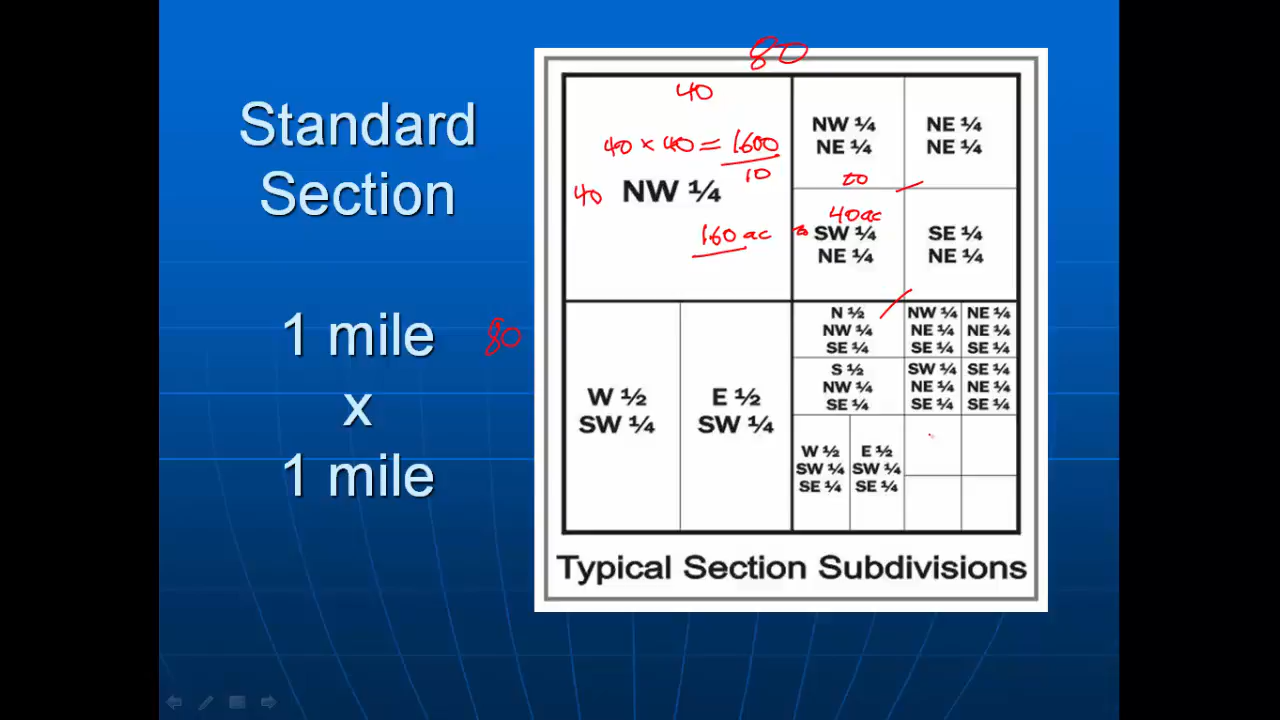 Standard
Section
1 mile
x
1 mile
80
80
40
40 × 40 = 1600
10
40
NW ¼
160 ac
NW ¼
NE ¼
NE ¼
NE ¼
20
40ac
SW ¼
NE ¼
SE ¼
NE ¼
W ½
SW ¼
E ½
SW ¼
N ½
NW ¼
SE ¼
NW ¼
NE ¼
SE ¼
NE ¼
NE ¼
SE ¼
S ½
NW ¼
SE ¼
SW ¼
NE ¼
SE ¼
SE ¼
NE ¼
SE ¼
W ½
SW ¼
SE ¼
E ½
SW ¼
SE ¼
Typical Section Subdivisions